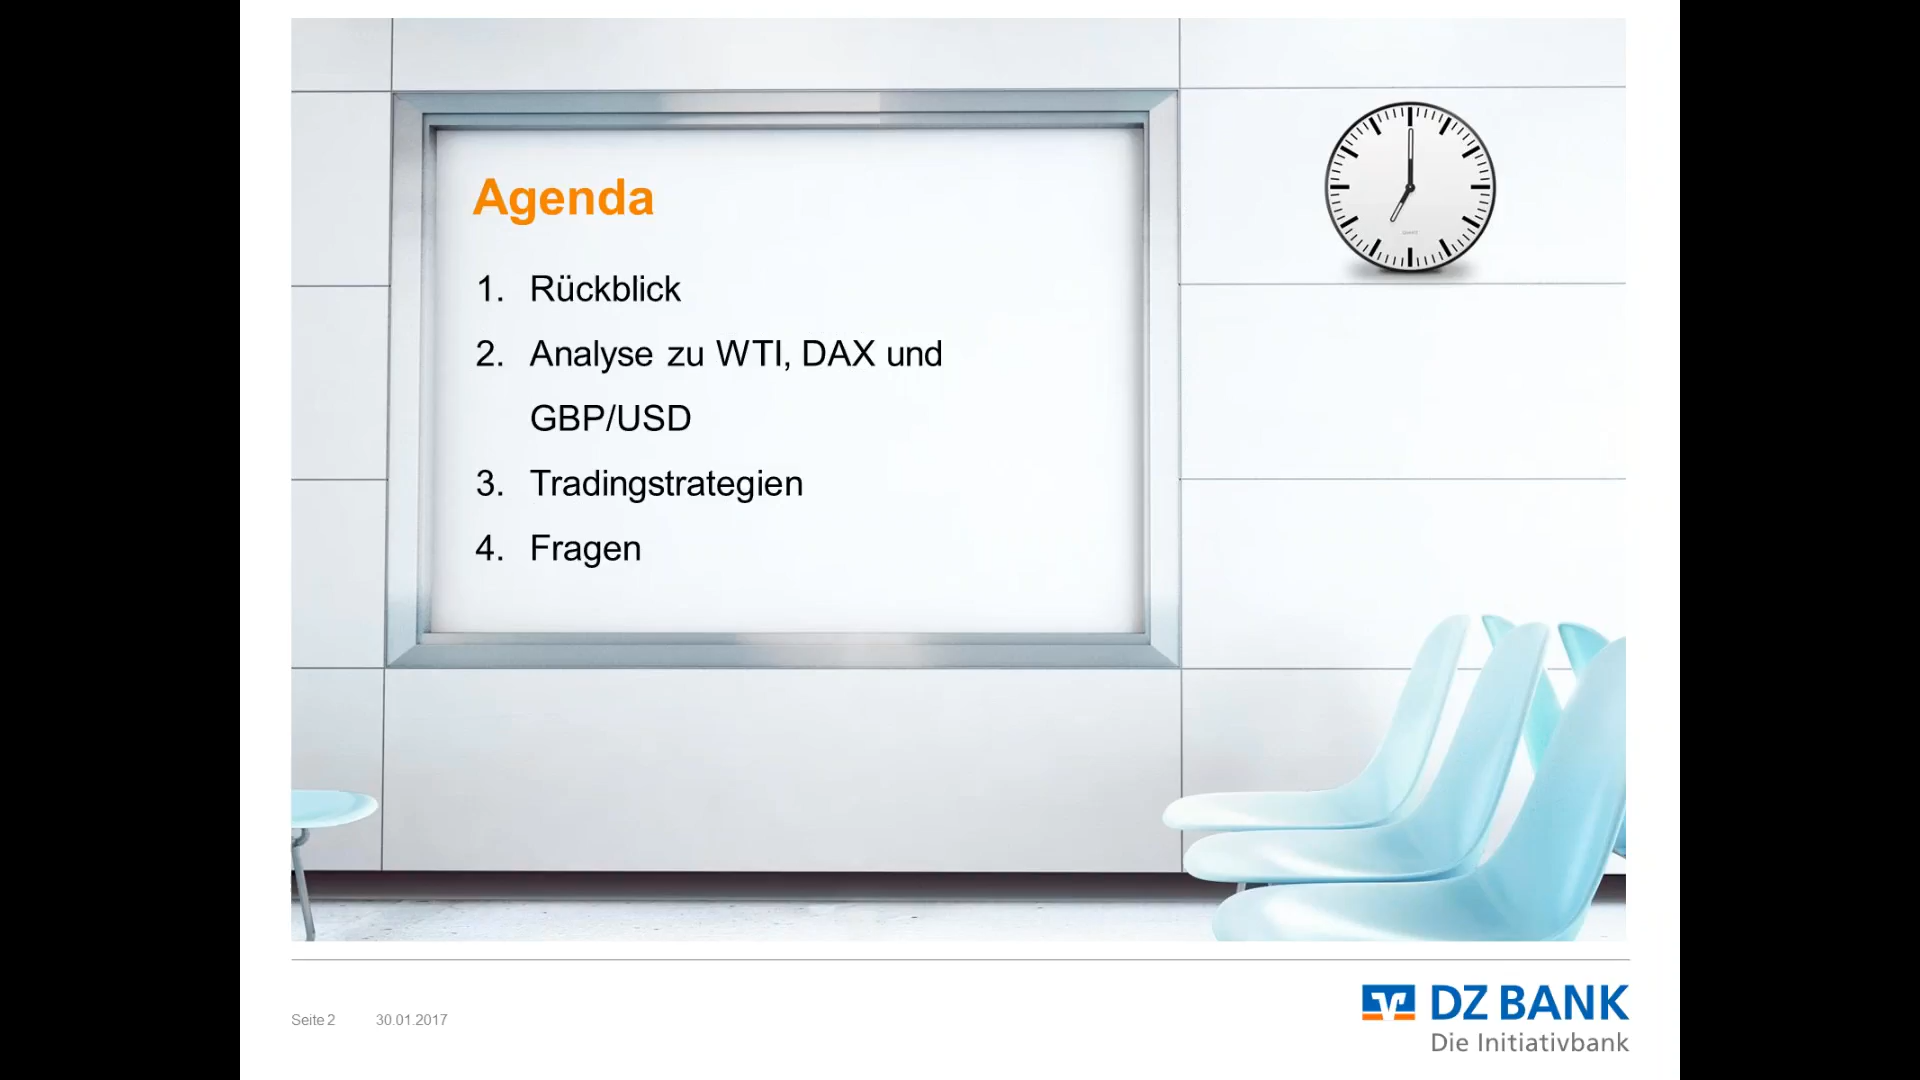 Agenda
1. Rückblick
2. Analyse zu WTI, DAX und
GBP/USD
3. Tradingstrategien
4. Fragen
Seite 2 30.01.2017
DZ BANK
Die Initiativbank